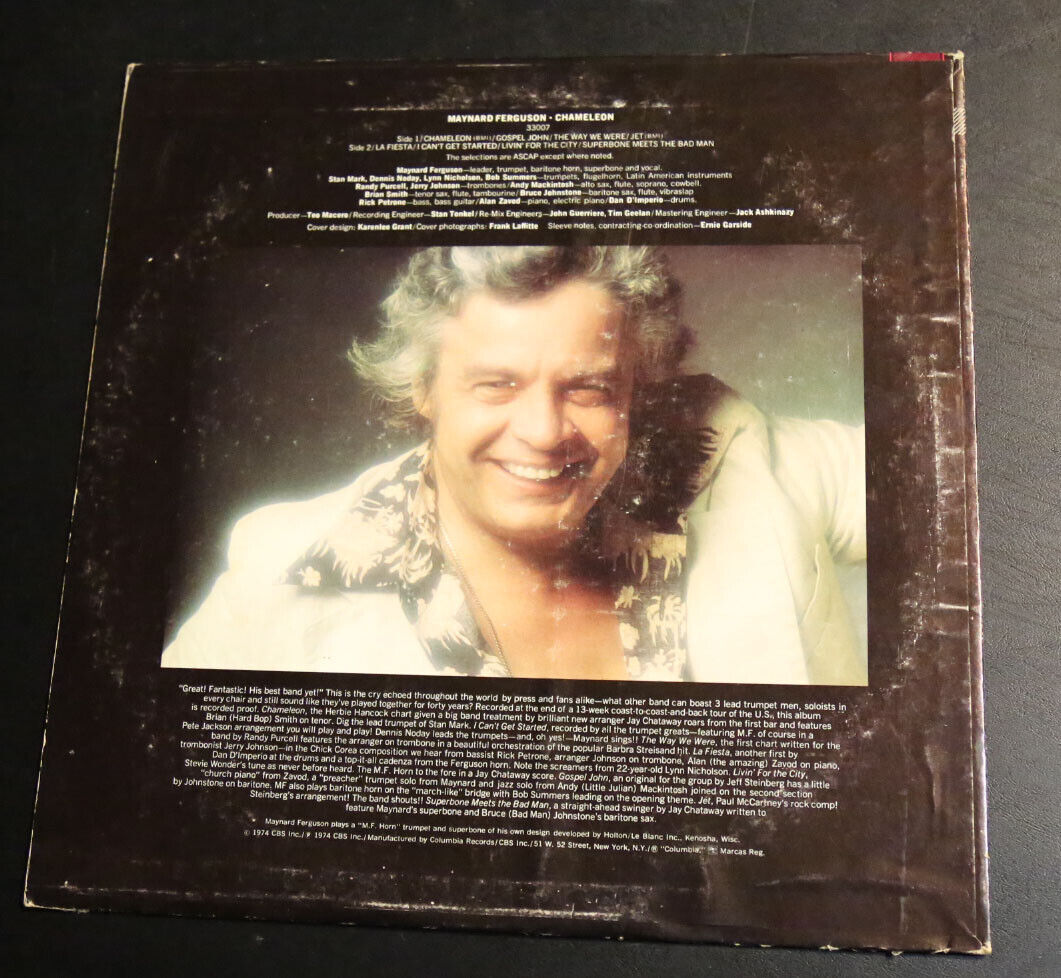 MAYNARD FERGUSON • CHAMELEON
33007
Side 1/CHAMELEON (BMI)/GOSPEL JOHN/THE WAY WE WERE/JET (BMI)
Side 2/LA FIESTA/I CAN'T GET STARTED/LIVIN' FOR THE CITY/SUPERBONE MEETS THE BAD MAN
The selections are ASCAP except where noted.
Maynard Ferguson—leader, trumpet, baritone horn, superbone and vocal.
Stan Mark, Dennis Noday, Lynn Nicholson, Bob Summers—trumpets, flugelhorn, Latin American instruments
Randy Purcell, Jerry Johnson—trombones/Andy Mackintosh—alto sax, flute, soprano, cowbell.
Brian Smith—tenor sax, flute, tambourine/Bruce Johnstone—baritone sax, flute, vibraslap
Rick Petrone—bass, bass guitar/Alan Zavod—piano, electric piano/Dan D'Imperio—drums.
Producer—Teo Macero/Recording Engineer—Stan Tonkel/Re-Mix Engineers—John Guerriere, Tim Geelan/Mastering Engineer—Jack Ashkinazy
Cover design: Karenlee Grant/Cover photographs: Frank Laffitte Sleeve notes, contracting co-ordination—Ernie Garside
"Great! Fantastic! His best band yet!" This is the cry echoed throughout the world by press and fans alike—what other band can boast 3 lead trumpet men, soloists in
every chair and still sound like they've played together for forty years? Recorded at the end of a 13-week coast-to-coast-and-back tour of the U.S., this album
is recorded proof. Chameleon, the Herbie Hancock chart given a big band treatment by brilliant new arranger Jay Chataway roars from the first bar and features
Brian (Hard Bop) Smith on tenor. Dig the lead trumpet of Stan Mark. I Can't Get Started, recorded by all the trumpet greats—featuring M.F. of course in a
Pete Jackson arrangement you will play and play! Dennis Noday leads the trumpets—and, oh yes!—Maynard sings!! The Way We Were, the first chart written for the
band by Randy Purcell features the arranger on trombone in a beautiful orchestration of the popular Barbra Streisand hit. La Fiesta, another first by
trombonist Jerry Johnson—in the Chick Corea composition we hear from bassist Rick Petrone, arranger Johnson on trombone, Alan (the amazing) Zavod on piano,
Dan D'Imperio at the drums and a top-it-all cadenza from the Ferguson horn. Note the screamers from 22-year-old Lynn Nicholson. Livin' For the City,
Stevie Wonder's tune as never before heard. The M.F. Horn to the fore in a Jay Chataway score. Gospel John, an original for the group by Jeff Steinberg has a little
"church piano" from Zavod, a "preacher" trumpet solo from Maynard and jazz solo from Andy (Little Julian) Mackintosh joined on the second section
by Johnstone on baritone. MF also plays baritone horn on the "march-like" bridge with Bob Summers leading on the opening theme. Jet, Paul McCartney's rock comp!
Steinberg's arrangement! The band shouts!! Superbone Meets the Bad Man, a straight-ahead swinger by Jay Chataway written to
feature Maynard's superbone and Bruce (Bad Man) Johnstone's baritone sax.
Maynard Ferguson plays a "M.F. Horn" trumpet and superbone of his own design developed by Holton/Le Blanc Inc., Kenosha, Wisc.
© 1974 CBS Inc./℗ 1974 CBS Inc./Manufactured by Columbia Records/CBS Inc./51 W. 52 Street, New York, N.Y./® "Columbia," Marcas Reg.